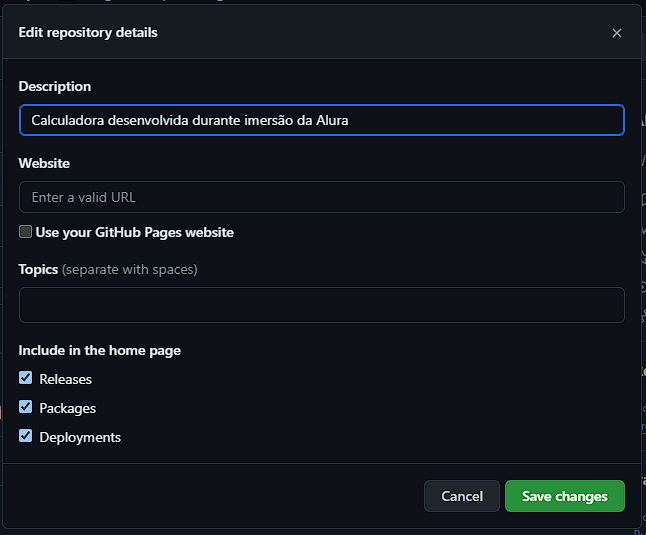 Edit repository details
Description
Calculadora desenvolvida durante imersão da Alura
Website
Enter a valid URL
Use your GitHub Pages website
Topics (separate with spaces)
Include in the home page
Releases
Packages
Deployments
Cancel
Save changes